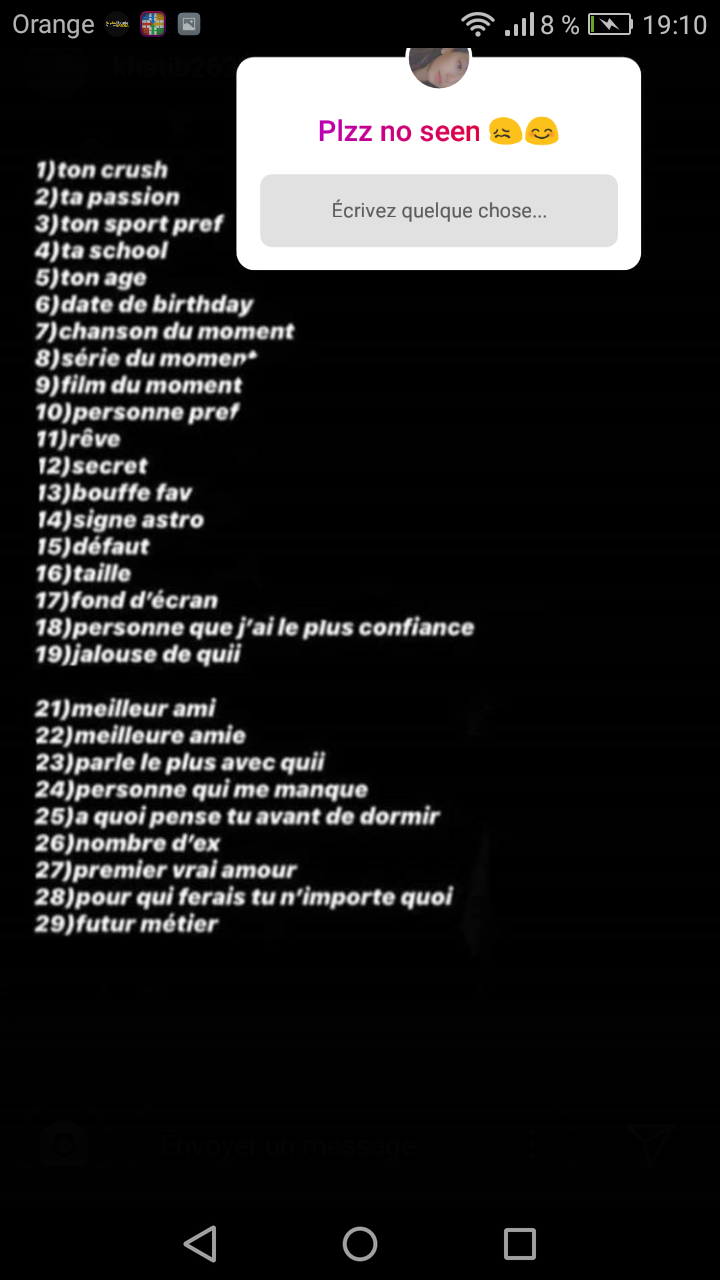 Orange 8 % 19:10
Plzz no seen 😖😊
Écrivez quelque chose...
1)ton crush
2)ta passion
3)ton sport pref
4)ta school
5)ton age
6)date de birthday
7)chanson du moment
8)série du moment
9)film du moment
10)personne pref
11)rêve
12)secret
13)bouffe fav
14)signe astro
15)défaut
16)taille
17)fond d'écran
18)personne que j'ai le plus confiance
19)jalouse de quii
21)meilleur ami
22)meilleure amie
23)parle le plus avec quii
24)personne qui me manque
25)a quoi pense tu avant de dormir
26)nombre d'ex
27)premier vrai amour
28)pour qui ferais tu n'importe quoi
29)futur métier
Envoyer un message